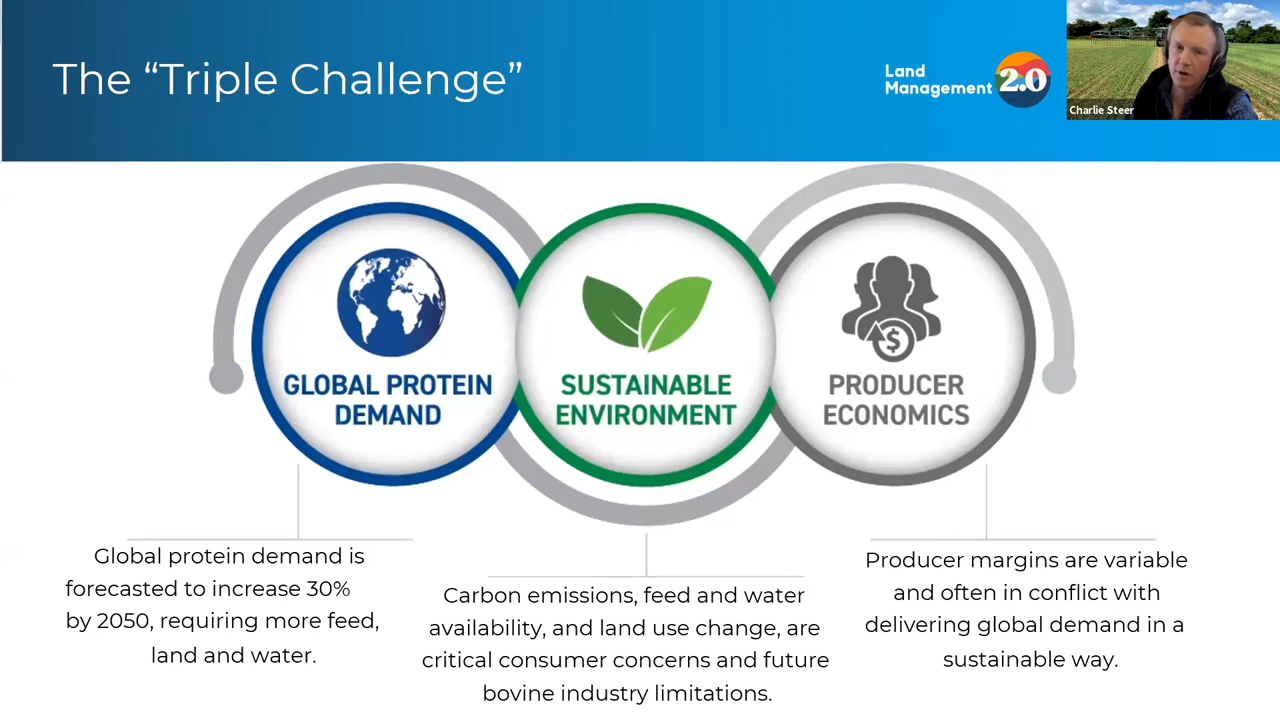 The “Triple Challenge”
Land
Management
2.0
Charlie Steer
GLOBAL PROTEIN
DEMAND
SUSTAINABLE
ENVIRONMENT
PRODUCER
ECONOMICS
$
Global protein demand is
forecasted to increase 30%
by 2050, requiring more feed,
land and water.
Carbon emissions, feed and water
availability, and land use change, are
critical consumer concerns and future
bovine industry limitations.
Producer margins are variable
and often in conflict with
delivering global demand in a
sustainable way.